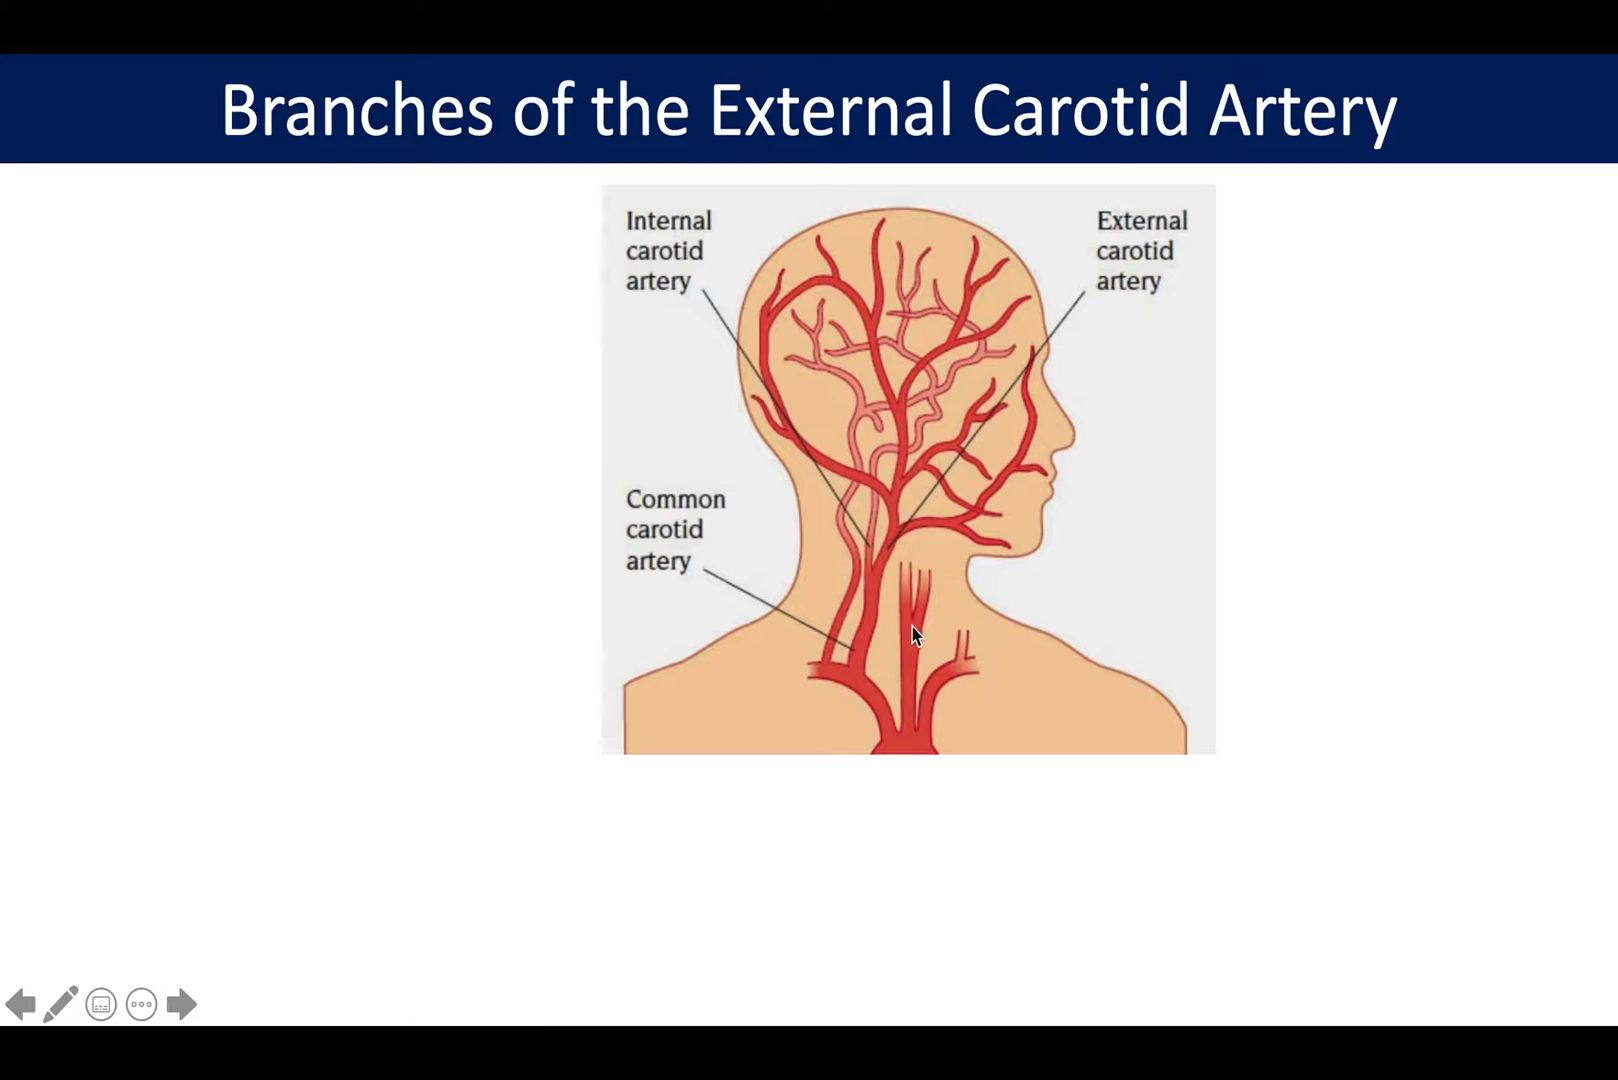 Branches of the External Carotid Artery
Internal
carotid
artery
External
carotid
artery
Common
carotid
artery